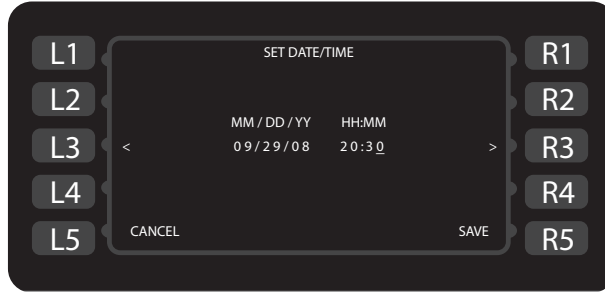 SET DATE/TIME
L1 R1
L2 R2
MM / DD / YY HH:MM
L3 < 09/29/08 20:30 > R3
L4 R4
CANCEL SAVE
L5 R5